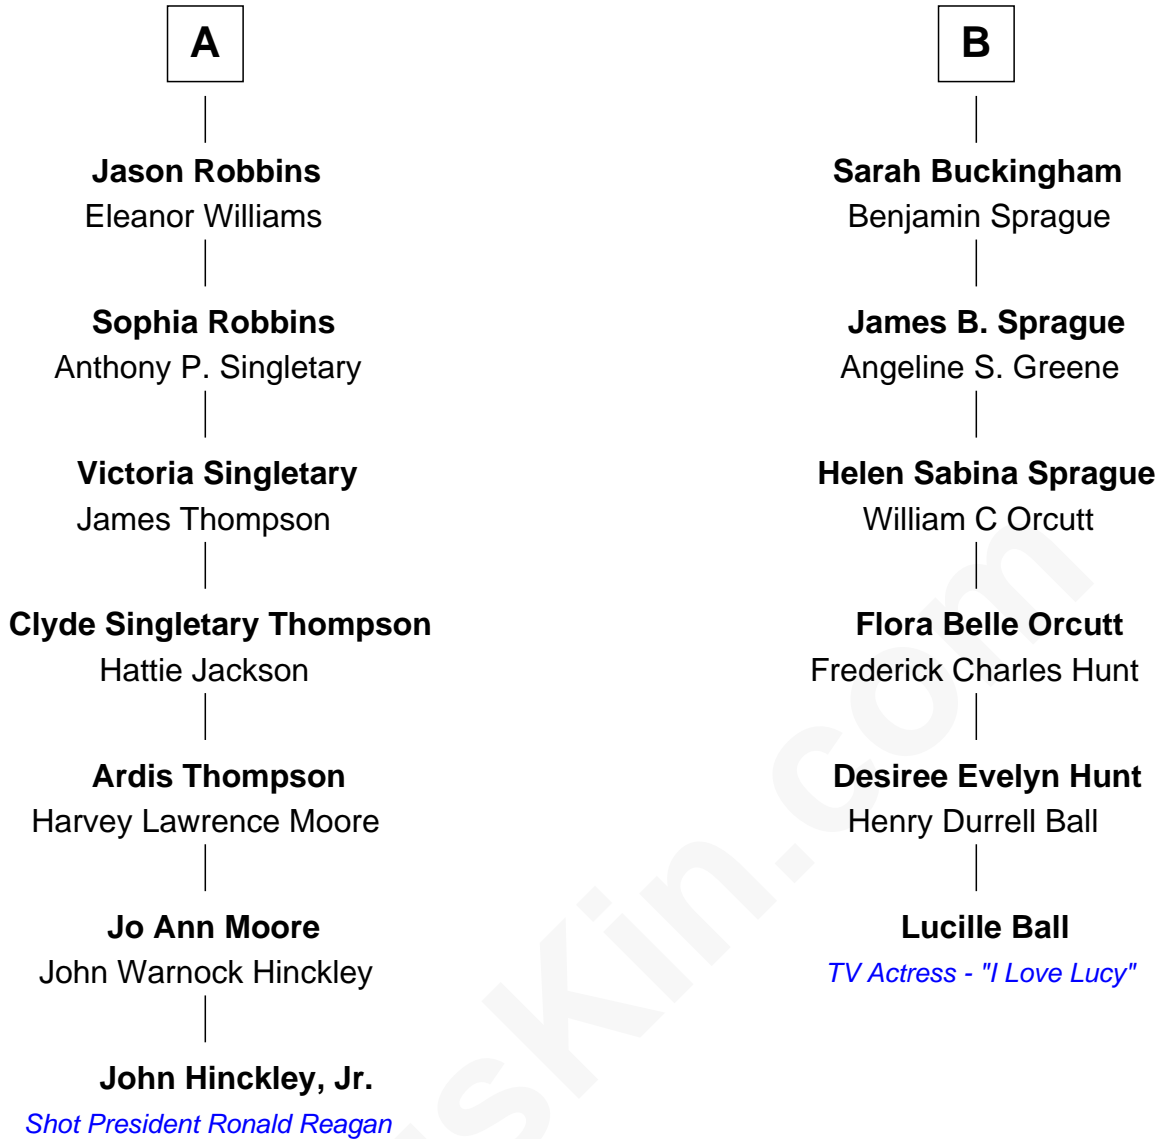 A
Jason Robbins
Eleanor Williams
Sophia Robbins
Anthony P. Singletary
Victoria Singletary
James Thompson
Clyde Singletary Thompson
Hattie Jackson
Ardis Thompson
Harvey Lawrence Moore
Jo Ann Moore
John Warnock Hinckley
John Hinckley, Jr.
Shot President Ronald Reagan
B
Sarah Buckingham
Benjamin Sprague
James B. Sprague
Angeline S. Greene
Helen Sabina Sprague
William C Orcutt
Flora Belle Orcutt
Frederick Charles Hunt
Desiree Evelyn Hunt
Henry Durrell Ball
Lucille Ball
TV Actress - "I Love Lucy"